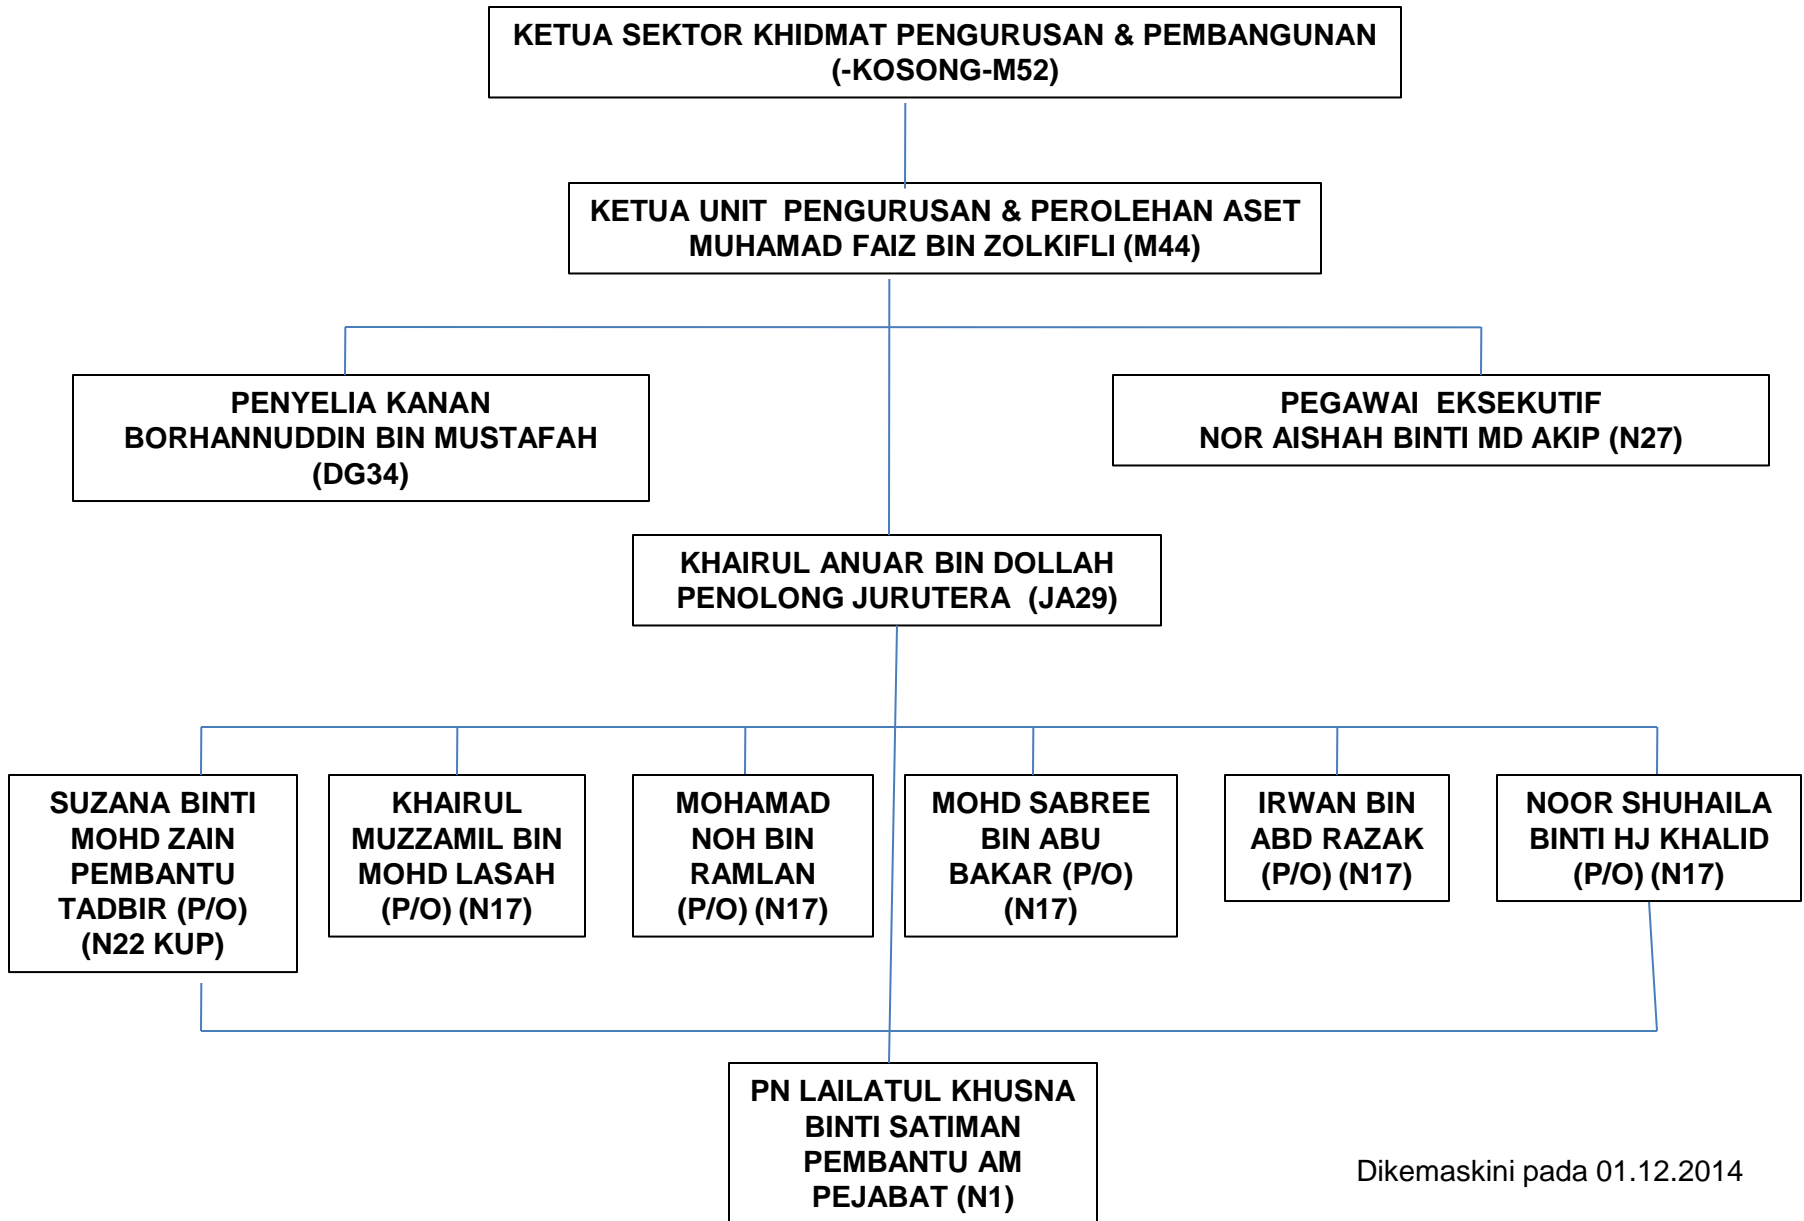 KETUA SEKTOR KHIDMAT PENGURUSAN & PEMBANGUNAN
(-KOSONG-M52)
KETUA UNIT  PENGURUSAN & PEROLEHAN ASET
MUHAMAD FAIZ BIN ZOLKIFLI (M44)
PENYELIA KANAN
BORHANNUDDIN BIN MUSTAFAH
(DG34)
PEGAWAI  EKSEKUTIF
NOR AISHAH BINTI MD AKIP (N27)
KHAIRUL ANUAR BIN DOLLAH
PENOLONG JURUTERA  (JA29)
SUZANA BINTI
MOHD ZAIN
PEMBANTU
TADBIR (P/O)
(N22 KUP)
KHAIRUL
MUZZAMIL BIN
MOHD LASAH
(P/O) (N17)
MOHAMAD
NOH BIN
RAMLAN
(P/O) (N17)
MOHD SABREE
BIN ABU
BAKAR (P/O)
(N17)
IRWAN BIN
ABD RAZAK
(P/O) (N17)
NOOR SHUHAILA
BINTI HJ KHALID
(P/O) (N17)
PN LAILATUL KHUSNA
BINTI SATIMAN
PEMBANTU AM
PEJABAT (N1)
Dikemaskini pada 01.12.2014